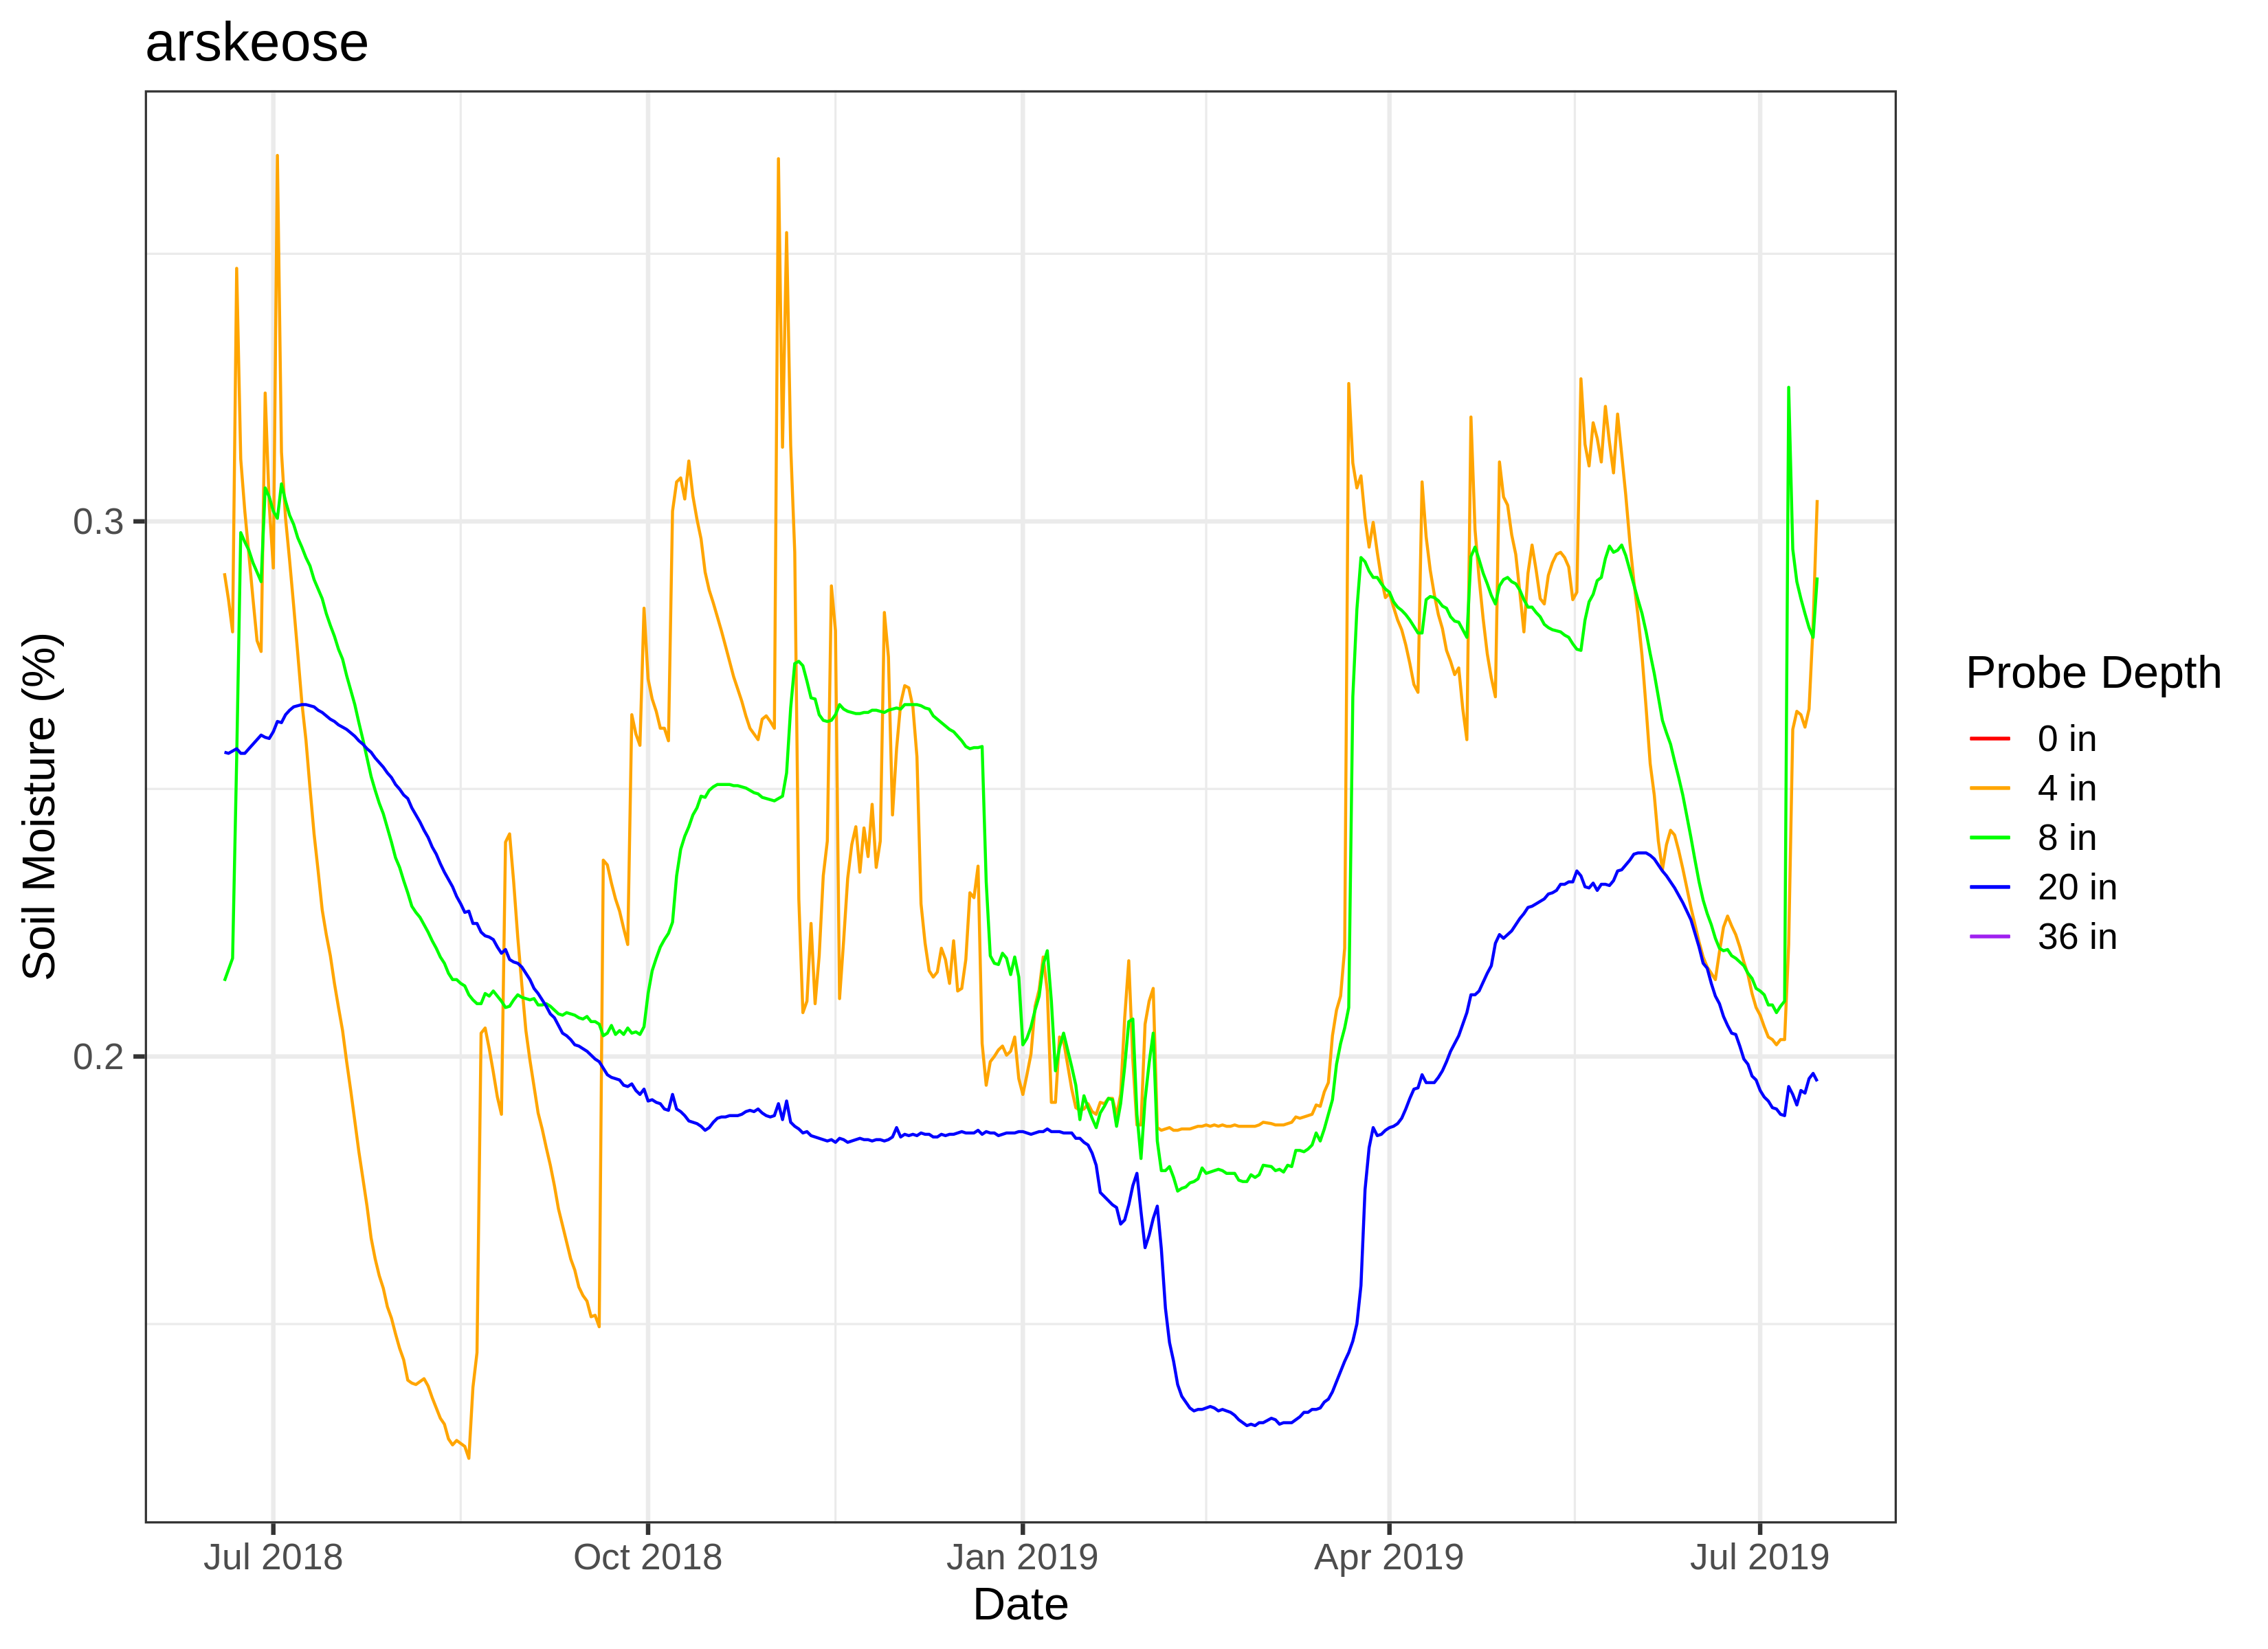 arskeose
Soil Moisture (%)
0.3
0.2
Jul 2018
Oct 2018
Jan 2019
Apr 2019
Jul 2019
Date
Probe Depth
0 in
4 in
8 in
20 in
36 in